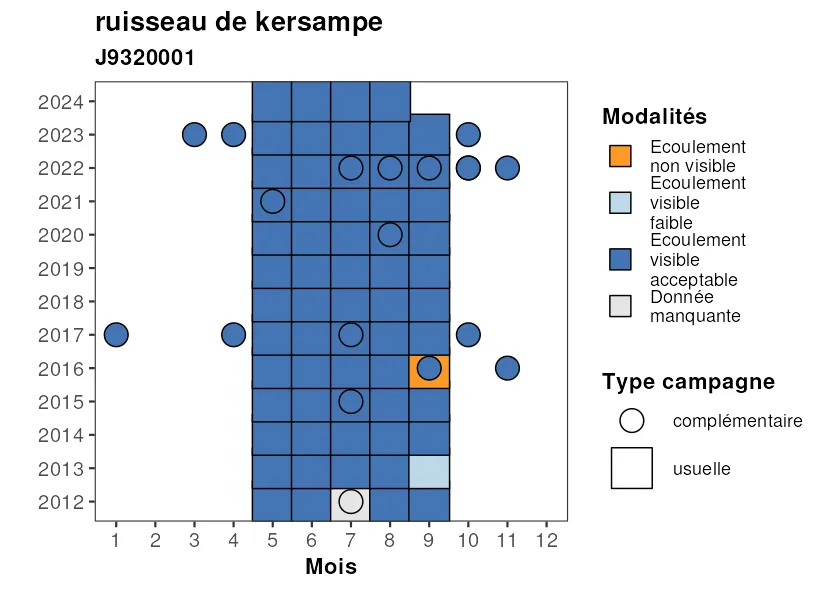 ruisseau de kersampe
J9320001
2024
2023
2022
2021
2020
2019
2018
2017
2016
2015
2014
2013
2012
1 2 3 4 5 6 7 8 9 10 11 12
Mois
Modalités
Ecoulement
non visible
Ecoulement
visible
faible
Ecoulement
visible
acceptable
Donnée
manquante
Type campagne
complémentaire
usuelle